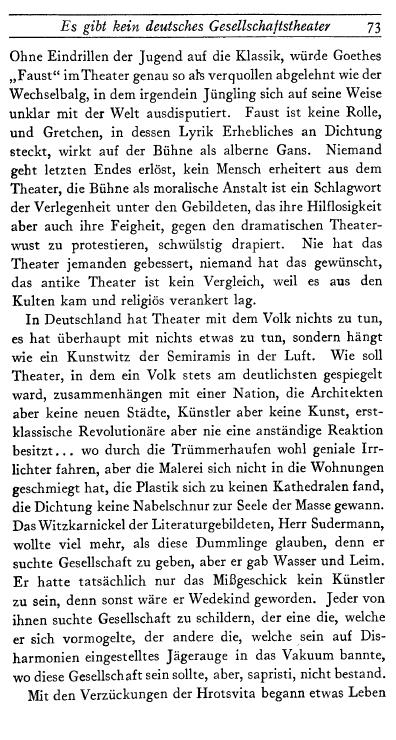 Es gibt kein deutsches Gesellschaftstheater 73
Ohne Eindrillen der Jugend auf die Klassik, würde Goethes
„Faust“ im Theater genau so als verquollen abgelehnt wie der
Wechselbalg, in dem irgendein Jüngling sich auf seine Weise
unklar mit der Welt ausdisputiert. Faust ist keine Rolle,
und Gretchen, in dessen Lyrik Erhebliches an Dichtung
steckt, wirkt auf der Bühne als alberne Gans. Niemand
geht letzten Endes erlöst, kein Mensch erheitert aus dem
Theater, die Bühne als moralische Anstalt ist ein Schlagwort
der Verlegenheit unter den Gebildeten, das ihre Hilflosigkeit
aber auch ihre Feigheit, gegen den dramatischen Theater-
wust zu protestieren, schwülstig drapiert. Nie hat das
Theater jemanden gebessert, niemand hat das gewünscht,
das antike Theater ist kein Vergleich, weil es aus den
Kulten kam und religiös verankert lag.
In Deutschland hat Theater mit dem Volk nichts zu tun,
es hat überhaupt mit nichts etwas zu tun, sondern hängt
wie ein Kunstwitz der Semiramis in der Luft. Wie soll
Theater, in dem ein Volk stets am deutlichsten gespiegelt
ward, zusammenhängen mit einer Nation, die Architekten
aber keine neuen Städte, Künstler aber keine Kunst, erst-
klassische Revolutionäre aber nie eine anständige Reaktion
besitzt... wo durch die Trümmerhaufen wohl geniale Irr-
lichter fahren, aber die Malerei sich nicht in die Wohnungen
geschmiegt hat, die Plastik sich zu keinen Kathedralen fand,
die Dichtung keine Nabelschnur zur Seele der Masse gewann.
Das Witzkarnickel der Literaturgebildeten, Herr Sudermann,
wollte viel mehr, als diese Dummlinge glauben, denn er
suchte Gesellschaft zu geben, aber er gab Wasser und Leim.
Er hatte tatsächlich nur das Mißgeschick kein Künstler
zu sein, denn sonst wäre er Wedekind geworden. Jeder von
ihnen suchte Gesellschaft zu schildern, der eine die, welche
er sich vormogelte, der andere die, welche sein auf Dis-
harmonien eingestelltes Jägerauge in das Vakuum bannte,
wo diese Gesellschaft sein sollte, aber, sapristi, nicht bestand.
Mit den Verzückungen der Hrotsvita begann etwas Leben